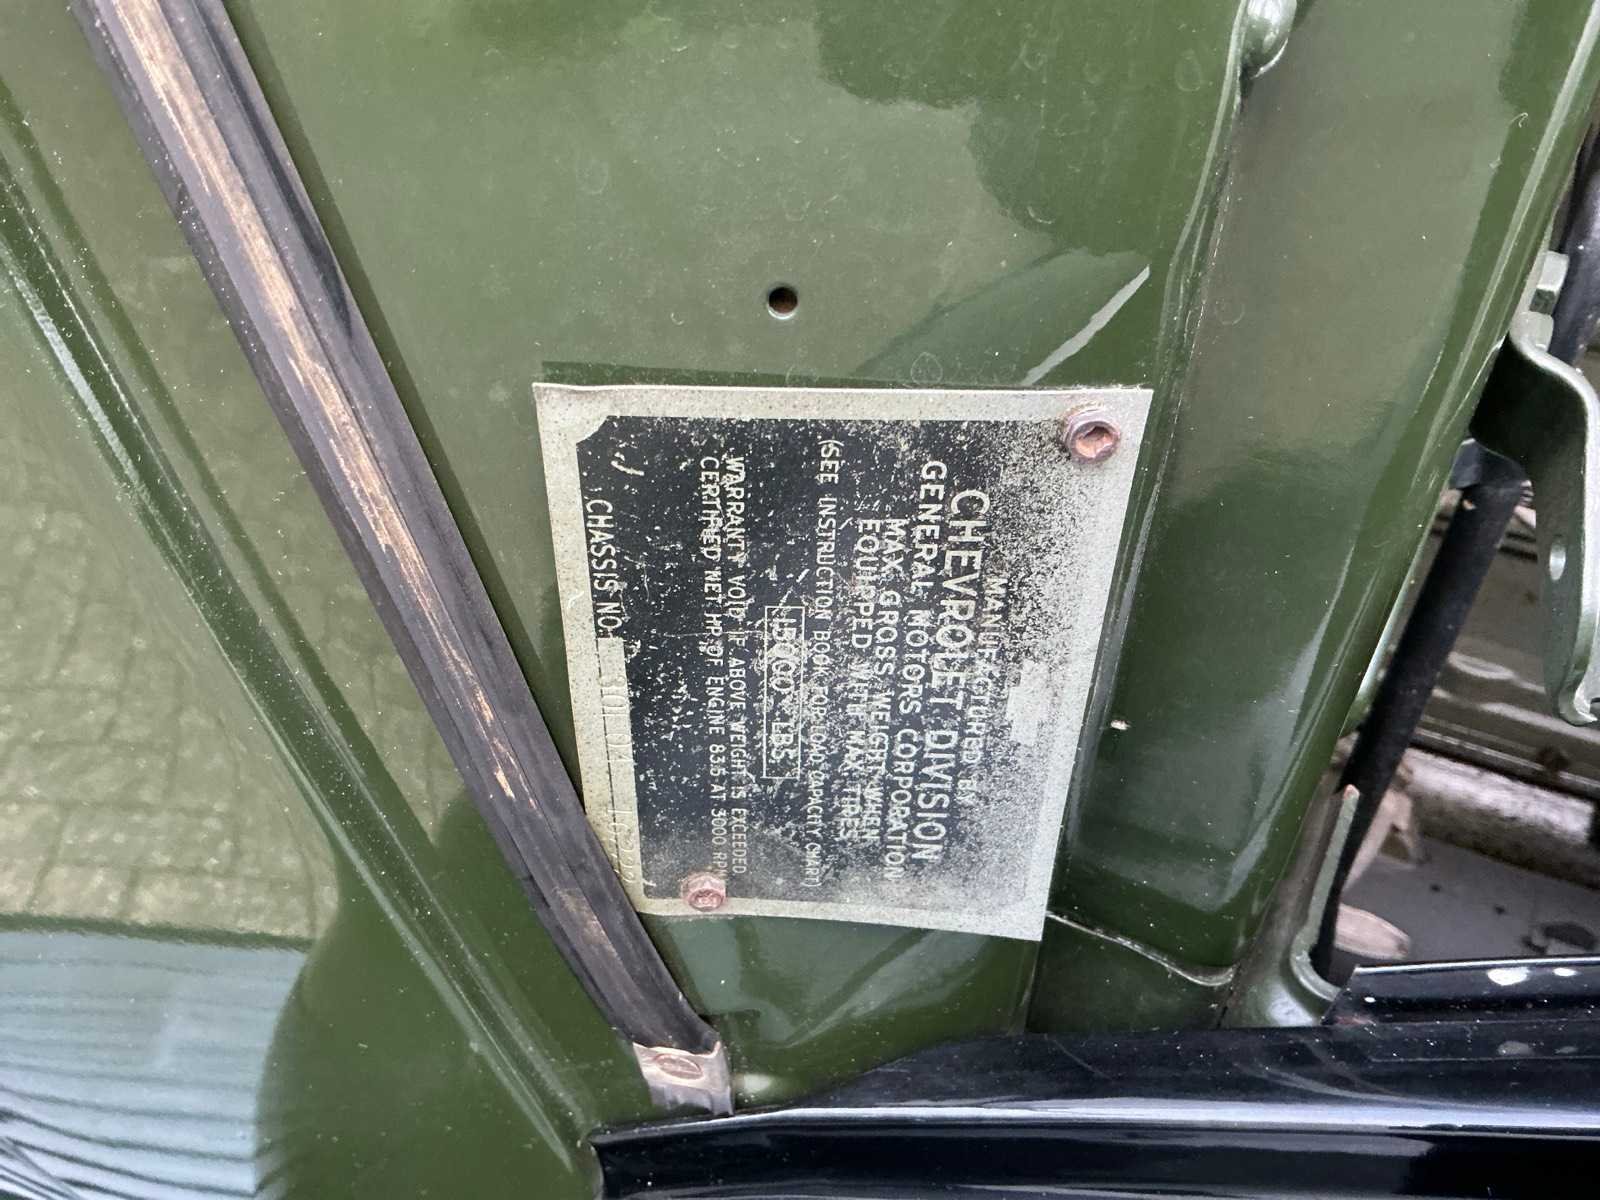 MANUFACTURED BY
CHEVROLET DIVISION
GENERAL MOTORS CORPORATION
MAX. GROSS WEIGHT WHEN
EQUIPPED WITH MAX. TIRES
LBS.
(SEE INSTRUCTION BOOK FOR LOAD CAPACITY CHART)
WARRANTY VOID IF ABOVE WEIGHT IS EXCEEDED
CERTIFIED NET HP. OF ENGINE 83.5 AT 3000 RPM
CHASSIS NO.